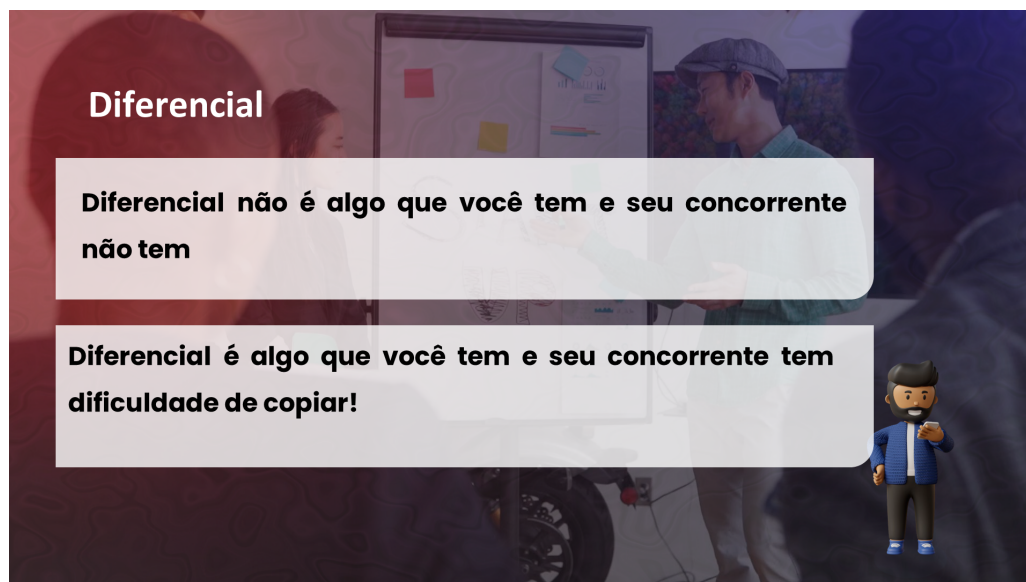 Diferencial
Diferencial não é algo que você tem e seu concorrente
não tem
Diferencial é algo que você tem e seu concorrente tem
dificuldade de copiar!